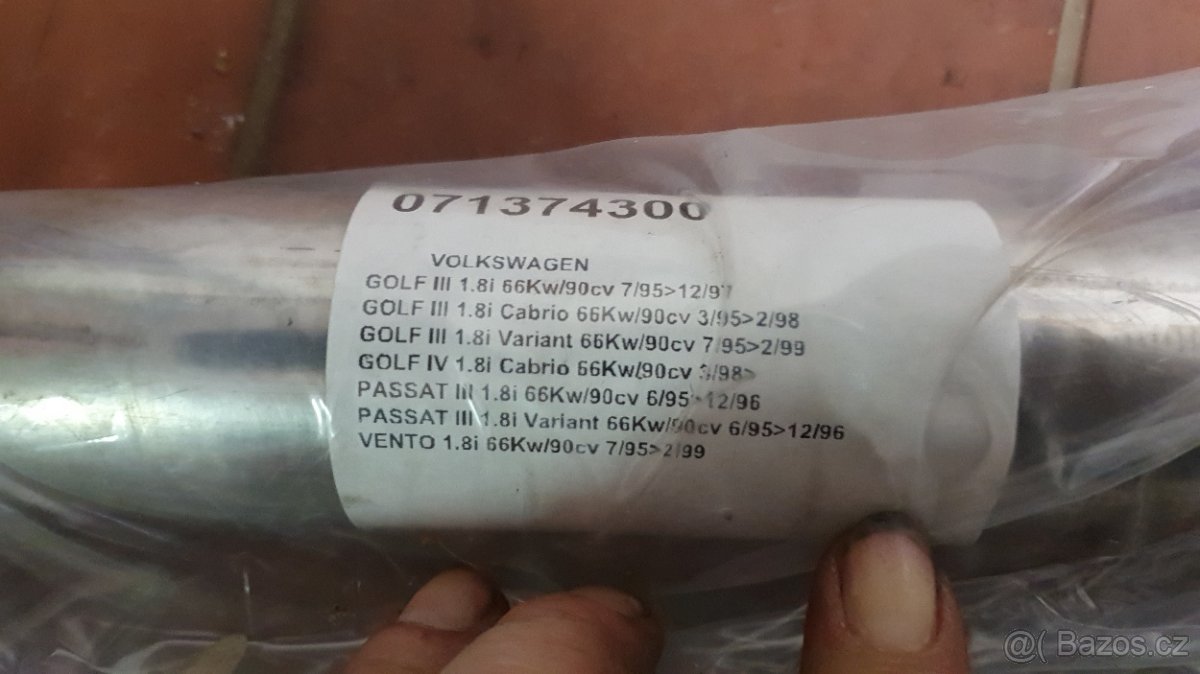 071374300
VOLKSWAGEN
GOLF III 1.8i 66Kw/90cv 7/95>12/97
GOLF III 1.8i Cabrio 66Kw/90cv 3/95>2/98
GOLF III 1.8i Variant 66Kw/90cv 7/95>2/99
GOLF IV 1.8i Cabrio 66Kw/90cv 3/98>
PASSAT III 1.8i 66Kw/90cv 6/95>12/96
PASSAT III 1.8i Variant 66Kw/90cv 6/95>12/96
VENTO 1.8i 66Kw/90cv 7/95>2/99
@( Bazos.cz